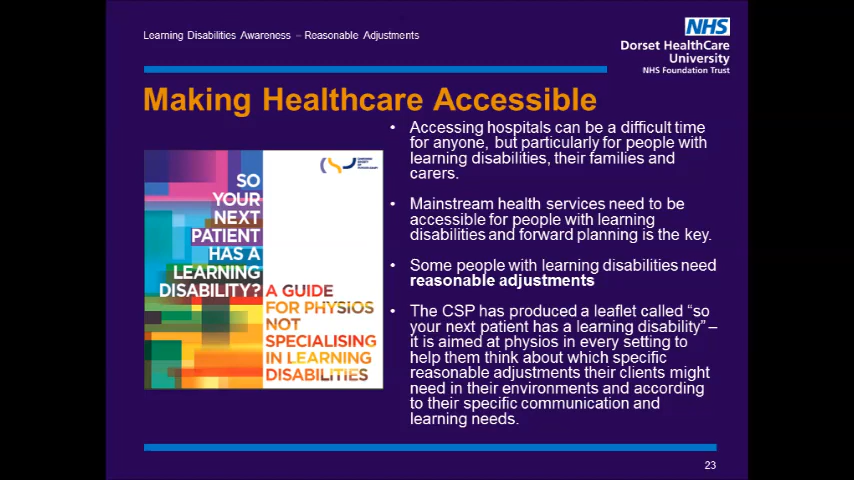 Learning Disabilities Awareness – Reasonable Adjustments
NHS
Dorset HealthCare
University
NHS Foundation Trust
Making Healthcare Accessible
SO
YOUR
NEXT
PATIENT
HAS A
LEARNING
DISABILITY?
A GUIDE
FOR PHYSIOS
NOT
SPECIALISING
IN LEARNING
DISABILITIES
• Accessing hospitals can be a difficult time
for anyone, but particularly for people with
learning disabilities, their families and
carers.
• Mainstream health services need to be
accessible for people with learning
disabilities and forward planning is the key.
• Some people with learning disabilities need
reasonable adjustments
• The CSP has produced a leaflet called “so
your next patient has a learning disability” –
it is aimed at physios in every setting to
help them think about which specific
reasonable adjustments their clients might
need in their environments and according
to their specific communication and
learning needs.
23